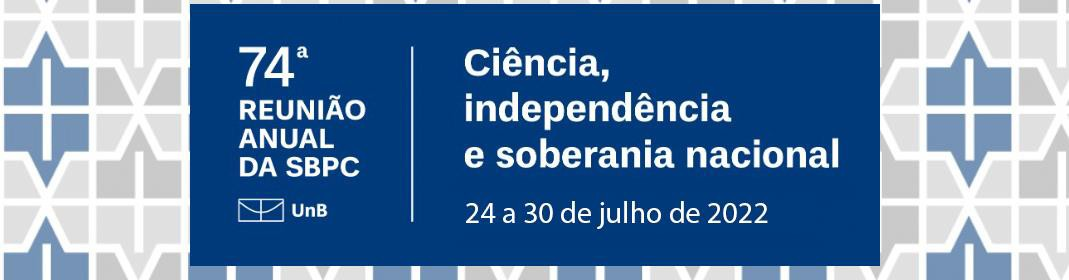 74ª
REUNIÃO
ANUAL
DA SBPC
UnB
Ciência,
independência
e soberania nacional
24 a 30 de julho de 2022